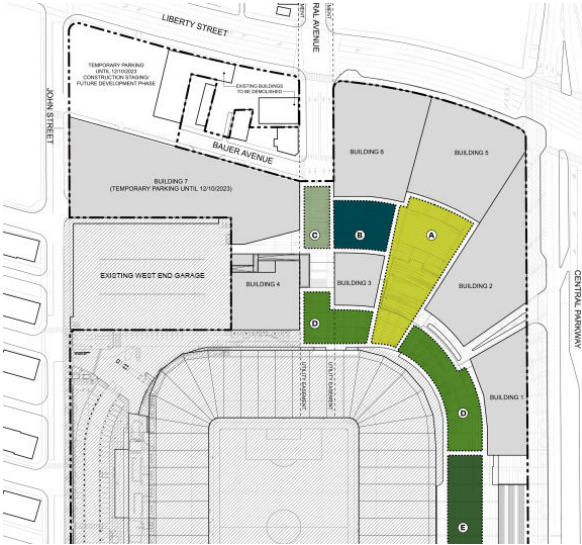 LIBERTY STREET
MENT
RAL AVENUE
MENT
TEMPORARY PARKING
UNTIL 12/10/2023
CONSTRUCTION STAGING/
FUTURE DEVELOPMENT PHASE
EXISTING BUILDINGS
TO BE DEMOLISHED
JOHN STREET
BAUER AVENUE
BUILDING 6
BUILDING 5
BUILDING 7
(TEMPORARY PARKING UNTIL 12/10/2023)
C
B
A
EXISTING WEST END GARAGE
BUILDING 4
BUILDING 3
BUILDING 2
CENTRAL PARKWAY
D
UTILITY EASEMENT
UTILITY EASEMENT
BUILDING 1
D
E